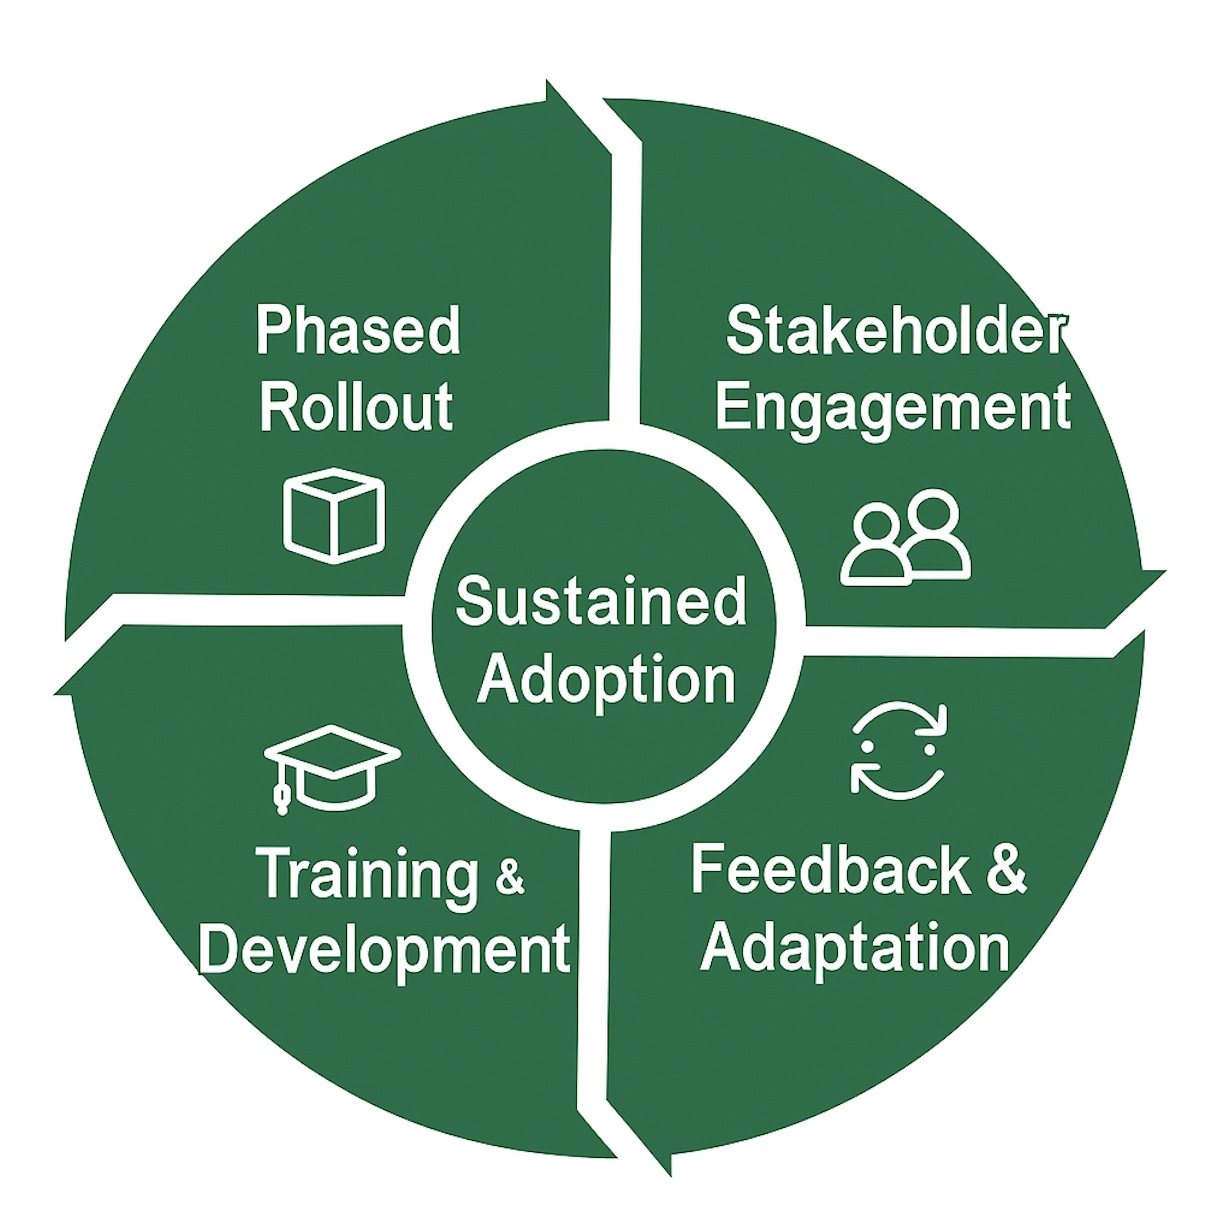 Phased
Rollout
Stakeholder
Engagement
Sustained
Adoption
Training &
Development
Feedback &
Adaptation